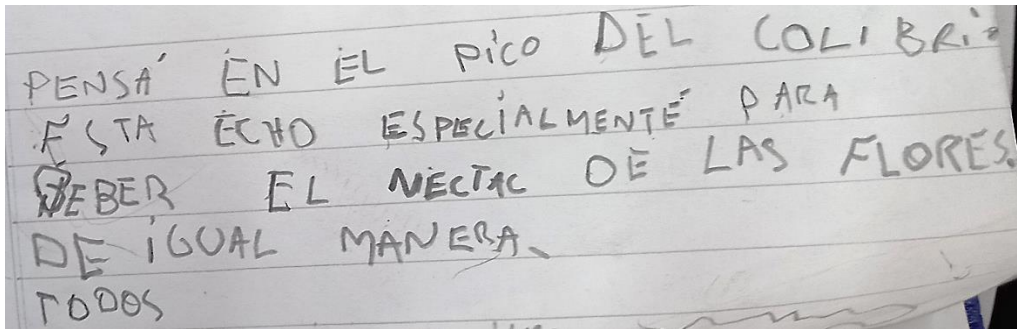 PENSÁ EN EL PICO DEL COLIBRÍ:
ESTA ECHO ESPECIALMENTE PARA
BEBER EL NECTAC DE LAS FLORES.
DE IGUAL MANERA.
TODOS